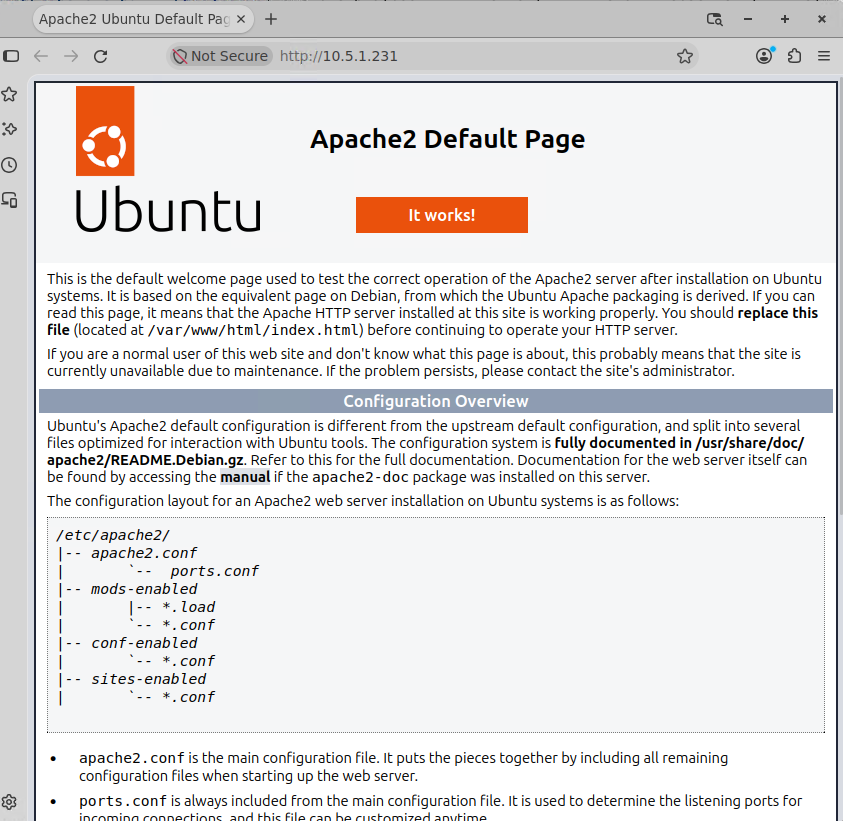 Apache2 Ubuntu Default Pag
Not Secure http://10.5.1.231
Ubuntu
Apache2 Default Page
It works!
This is the default welcome page used to test the correct operation of the Apache2 server after installation on Ubuntu
systems. It is based on the equivalent page on Debian, from which the Ubuntu Apache packaging is derived. If you can
read this page, it means that the Apache HTTP server installed at this site is working properly. You should replace this
file (located at /var/www/html/index.html) before continuing to operate your HTTP server.
If you are a normal user of this web site and don't know what this page is about, this probably means that the site is
currently unavailable due to maintenance. If the problem persists, please contact the site's administrator.
Configuration Overview
Ubuntu's Apache2 default configuration is different from the upstream default configuration, and split into several
files optimized for interaction with Ubuntu tools. The configuration system is fully documented in /usr/share/doc/
apache2/README.Debian.gz. Refer to this for the full documentation. Documentation for the web server itself can
be found by accessing the manual if the apache2-doc package was installed on this server.
The configuration layout for an Apache2 web server installation on Ubuntu systems is as follows:
/etc/apache2/
|-- apache2.conf
|       `--  ports.conf
|-- mods-enabled
|       |-- *.load
|       `-- *.conf
|-- conf-enabled
|       `-- *.conf
|-- sites-enabled
|       `-- *.conf
• apache2.conf is the main configuration file. It puts the pieces together by including all remaining
configuration files when starting up the web server.
• ports.conf is always included from the main configuration file. It is used to determine the listening ports for
incoming connections, and this file can be customized anytime.